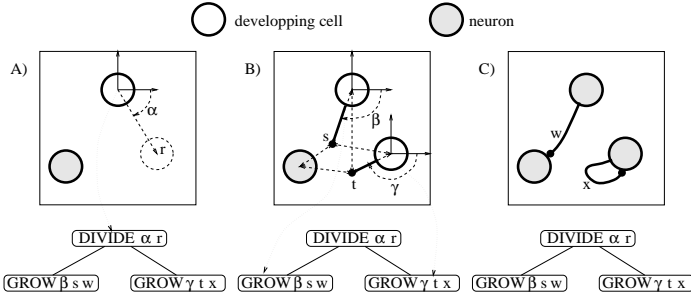 developping cell
neuron
A)
α
r
B)
β
s
t
γ
C)
w
x
DIVIDE α r
GROW β s w
GROW γ t x
DIVIDE α r
GROW β s w
GROW γ t x
DIVIDE α r
GROW β s w
GROW γ t x